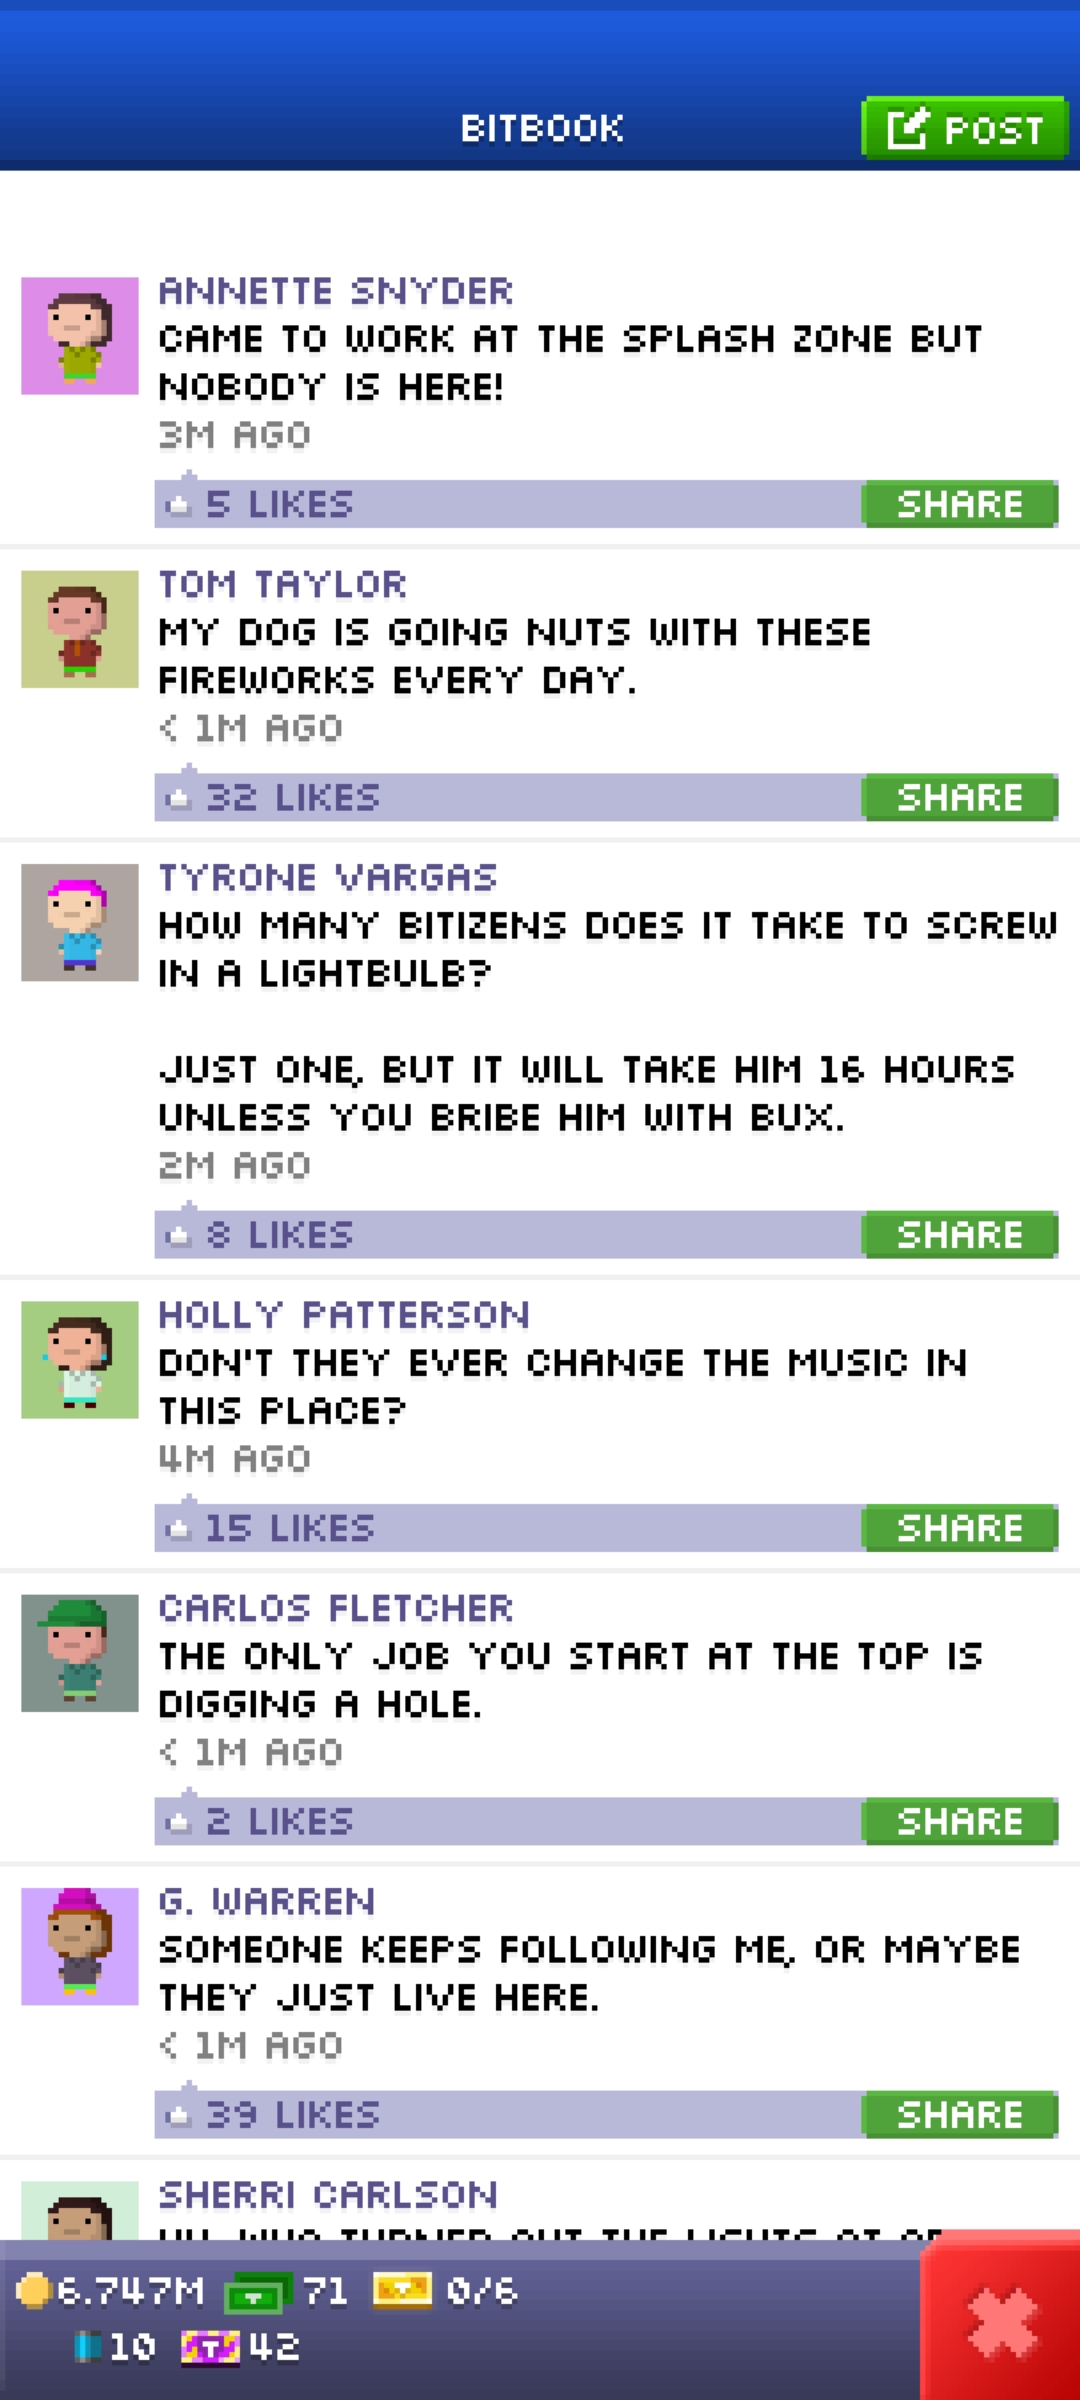 BITBOOK
POST
ANNETTE SNYDER
CAME TO WORK AT THE SPLASH ZONE BUT
NOBODY IS HERE!
3M AGO
5 LIKES
SHARE
TOM TAYLOR
MY DOG IS GOING NUTS WITH THESE
FIREWORKS EVERY DAY.
< 1M AGO
32 LIKES
SHARE
TYRONE VARGAS
HOW MANY BITIZENS DOES IT TAKE TO SCREW
IN A LIGHTBULB?
JUST ONE, BUT IT WILL TAKE HIM 16 HOURS
UNLESS YOU BRIBE HIM WITH BUX.
2M AGO
8 LIKES
SHARE
HOLLY PATTERSON
DON'T THEY EVER CHANGE THE MUSIC IN
THIS PLACE?
4M AGO
15 LIKES
SHARE
CARLOS FLETCHER
THE ONLY JOB YOU START AT THE TOP IS
DIGGING A HOLE.
< 1M AGO
2 LIKES
SHARE
G. WARREN
SOMEONE KEEPS FOLLOWING ME, OR MAYBE
THEY JUST LIVE HERE.
< 1M AGO
39 LIKES
SHARE
SHERRI CARLSON
WHO TURNED OUT THE LIGHTS AT
6.747M 71 0/6
10 T 42